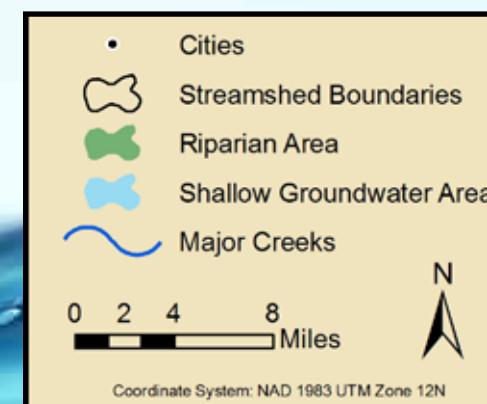 Cities
Streamshed Boundaries
Riparian Area
Shallow Groundwater Area
Major Creeks
N
0 2 4 8
Miles
Coordinate System: NAD 1983 UTM Zone 12N